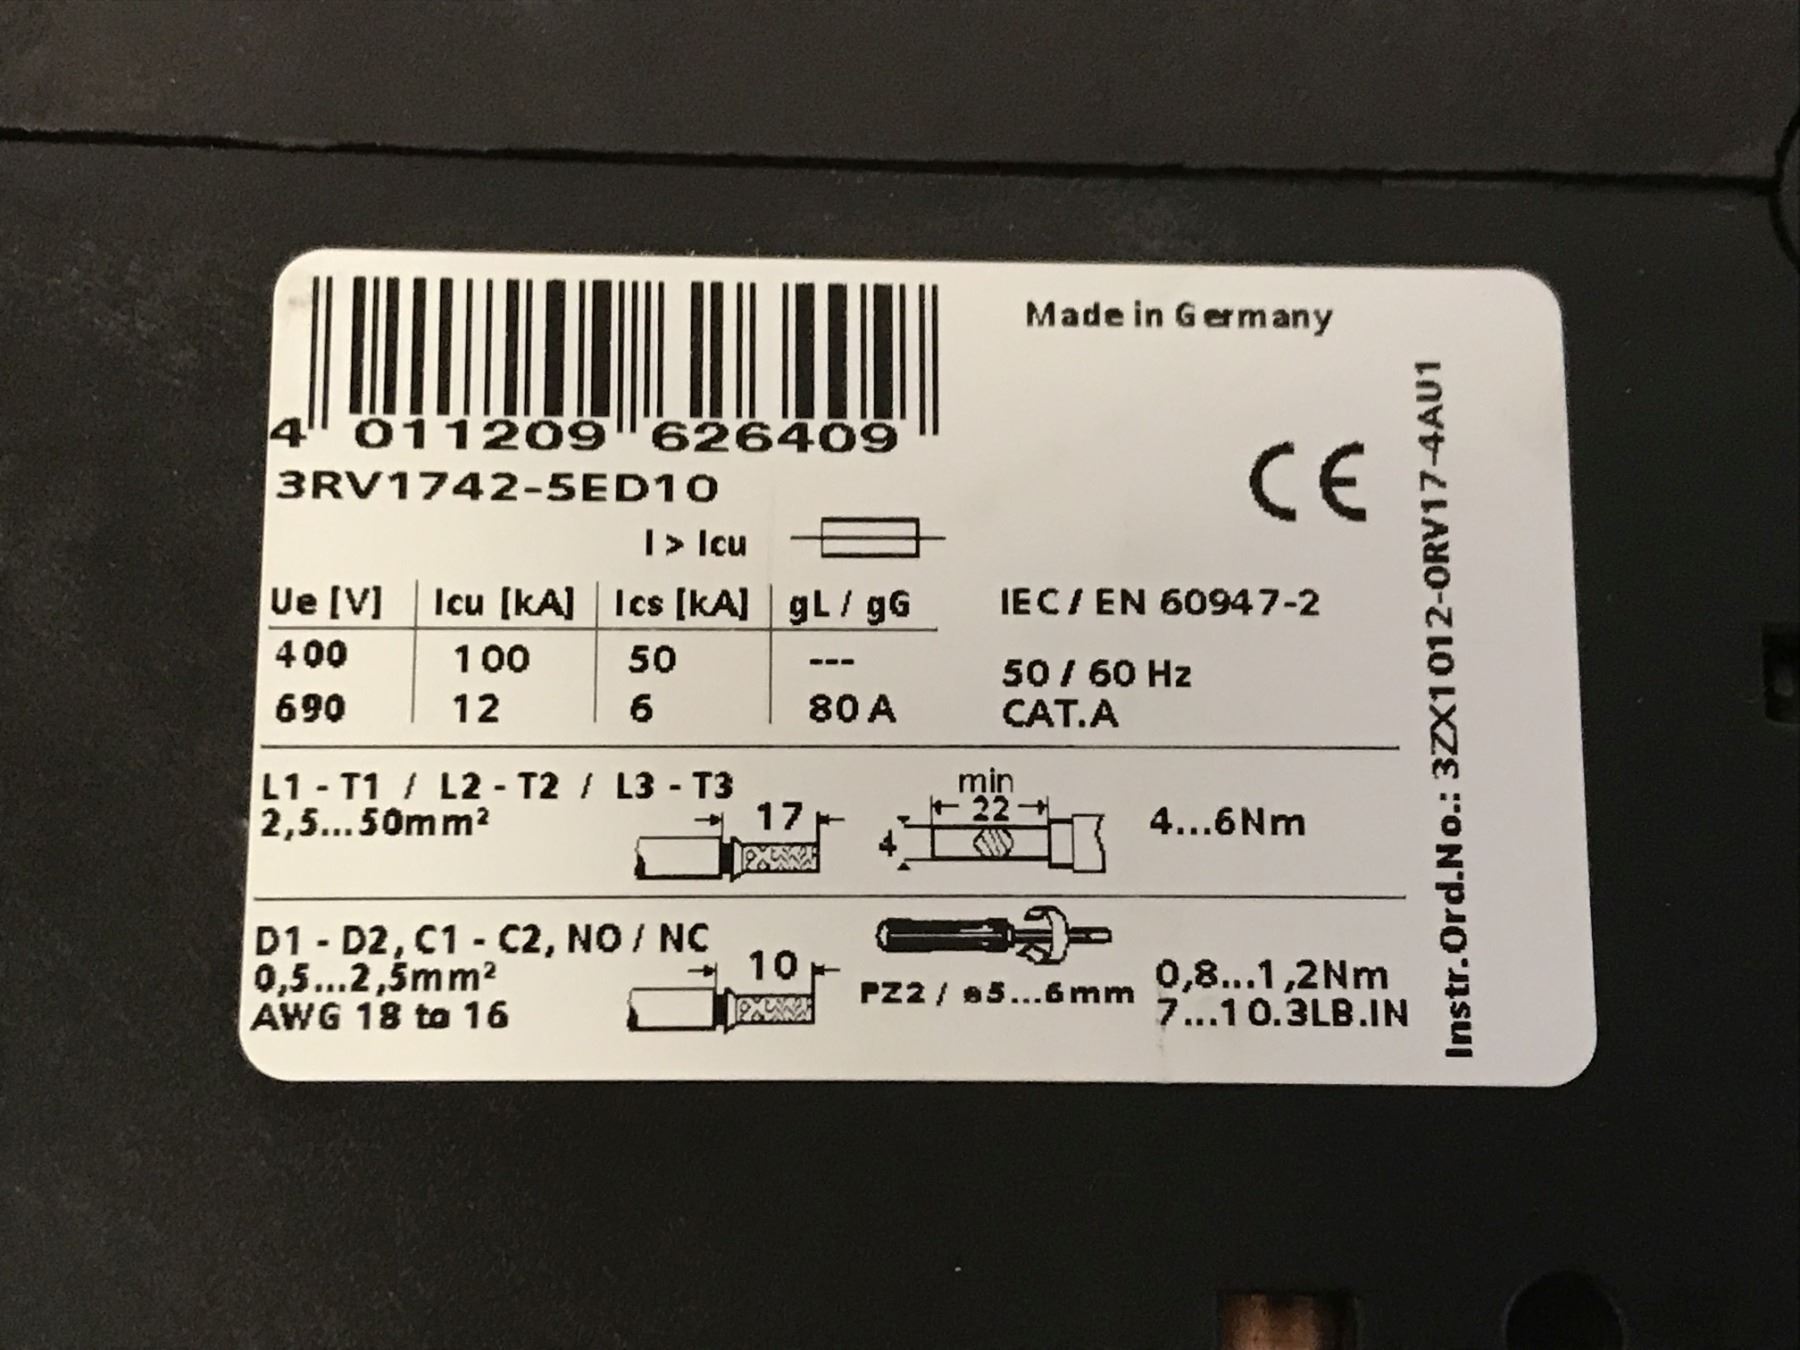 Made in Germany
4 011209 626409
3RV1742-5ED10
CE
I > Icu
Ue [V] Icu [kA] Ics [kA] gL / gG IEC / EN 60947-2
400 100 50 --- 50 / 60 Hz
690 12 6 80 A CAT.A
L1 - T1 / L2 - T2 / L3 - T3
2,5...50mm²
17
min
22
4
4...6Nm
D1 - D2, C1 - C2, NO / NC
0,5...2,5mm²
AWG 18 to 16
10
PZ2 / ø5...6mm
0,8...1,2Nm
7...10.3LB.IN
Instr.Ord.No.: 3ZX1012-0RV17-4AU1